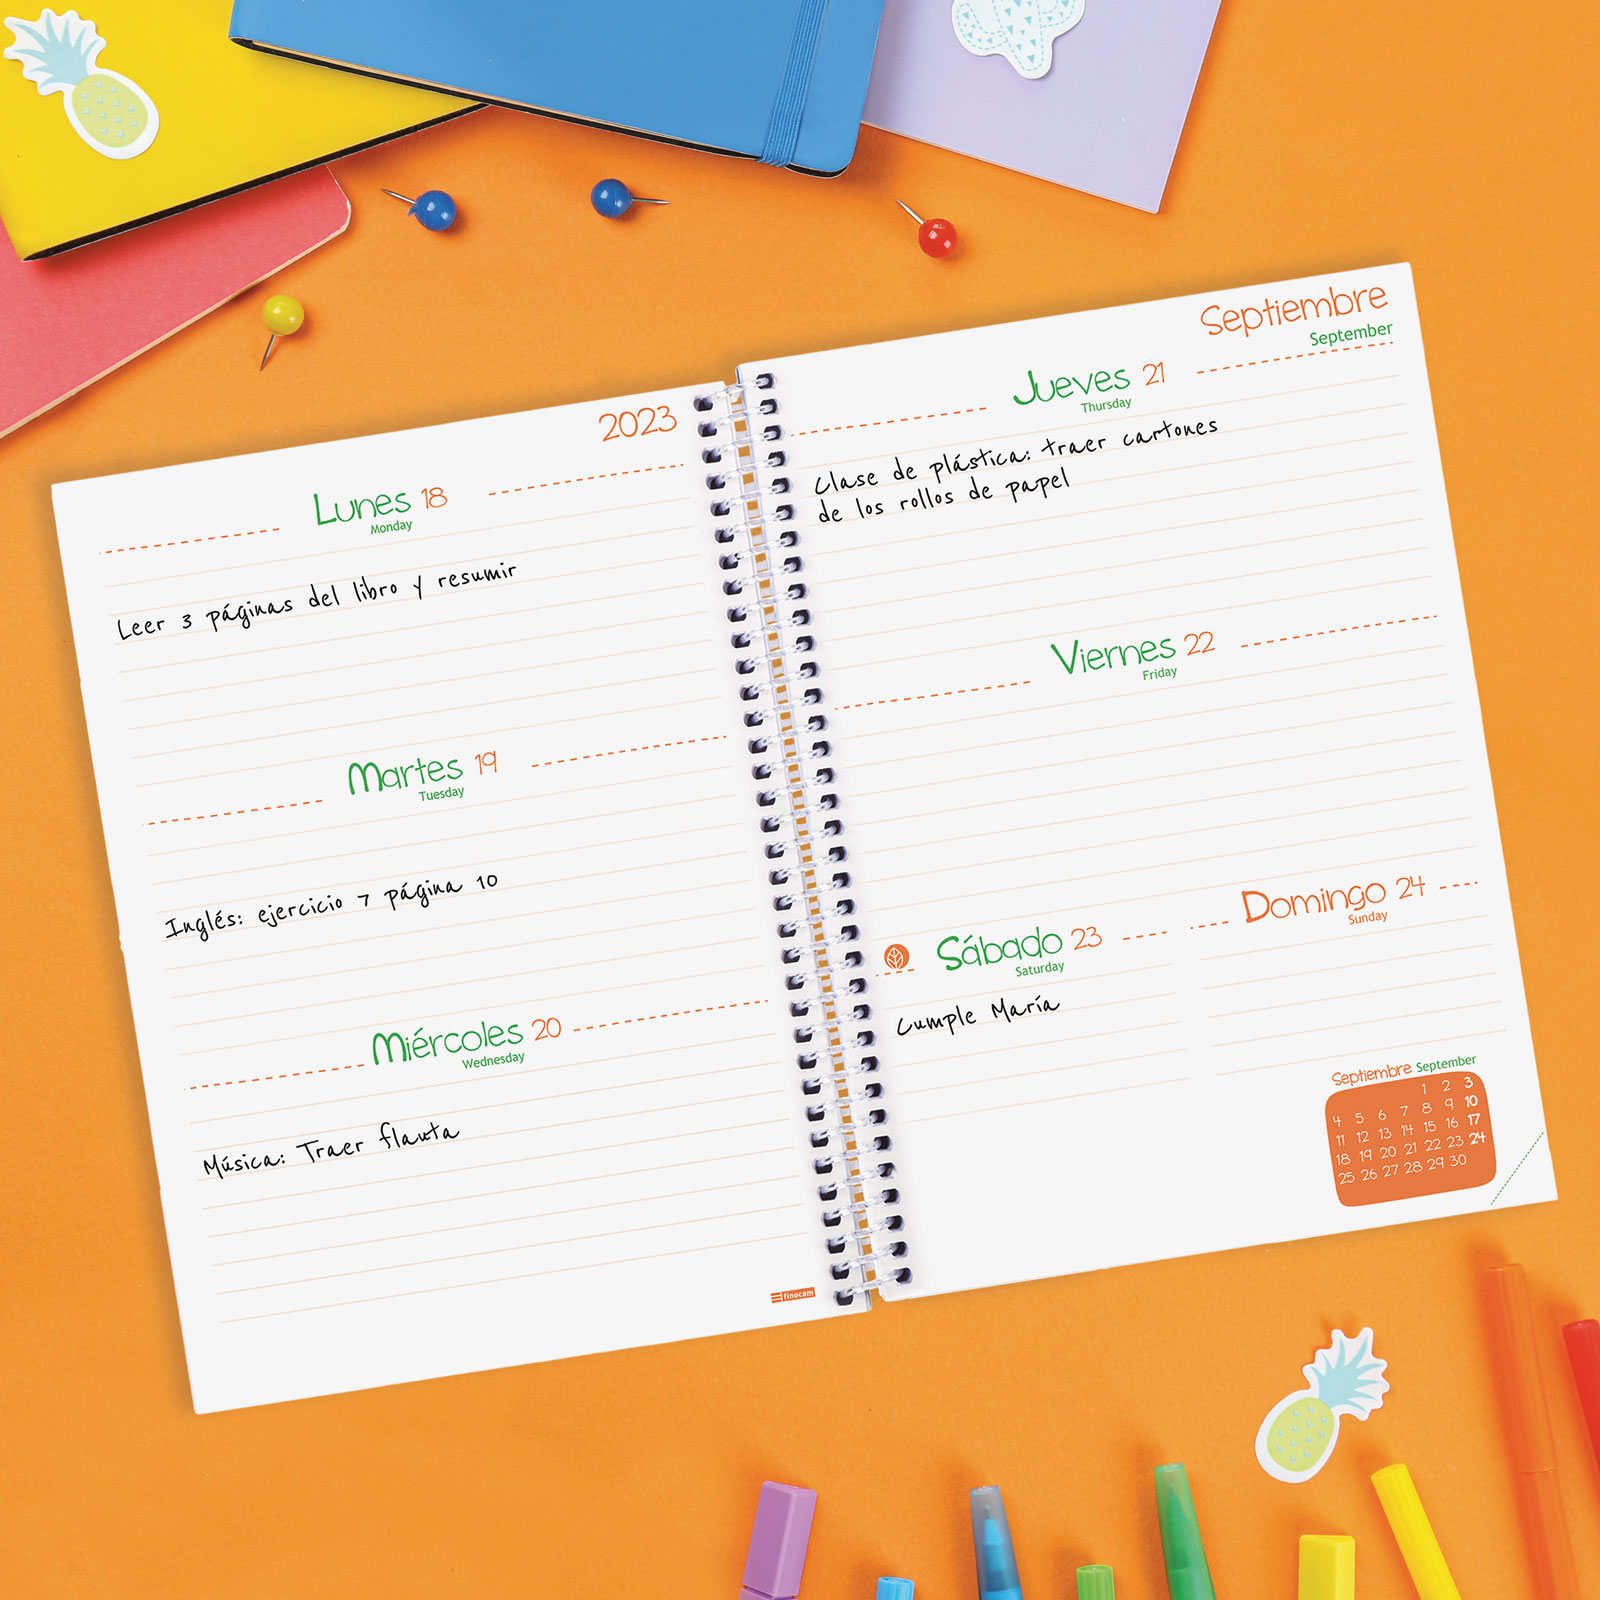 2023
Lunes 18
Monday
Leer 3 páginas del libro y resumir
Martes 19
Tuesday
Inglés: ejercicio 7 página 10
Miércoles 20
Wednesday
Música: Traer flauta
finocam
Septiembre
September
Jueves 21
Thursday
Clase de plástica: traer cartones
de los rollos de papel
Viernes 22
Friday
Sábado 23
Saturday
Cumple María
Domingo 24
Sunday
Septiembre September
1 2 3
4 5 6 7 8 9 10
11 12 13 14 15 16 17
18 19 20 21 22 23 24
25 26 27 28 29 30